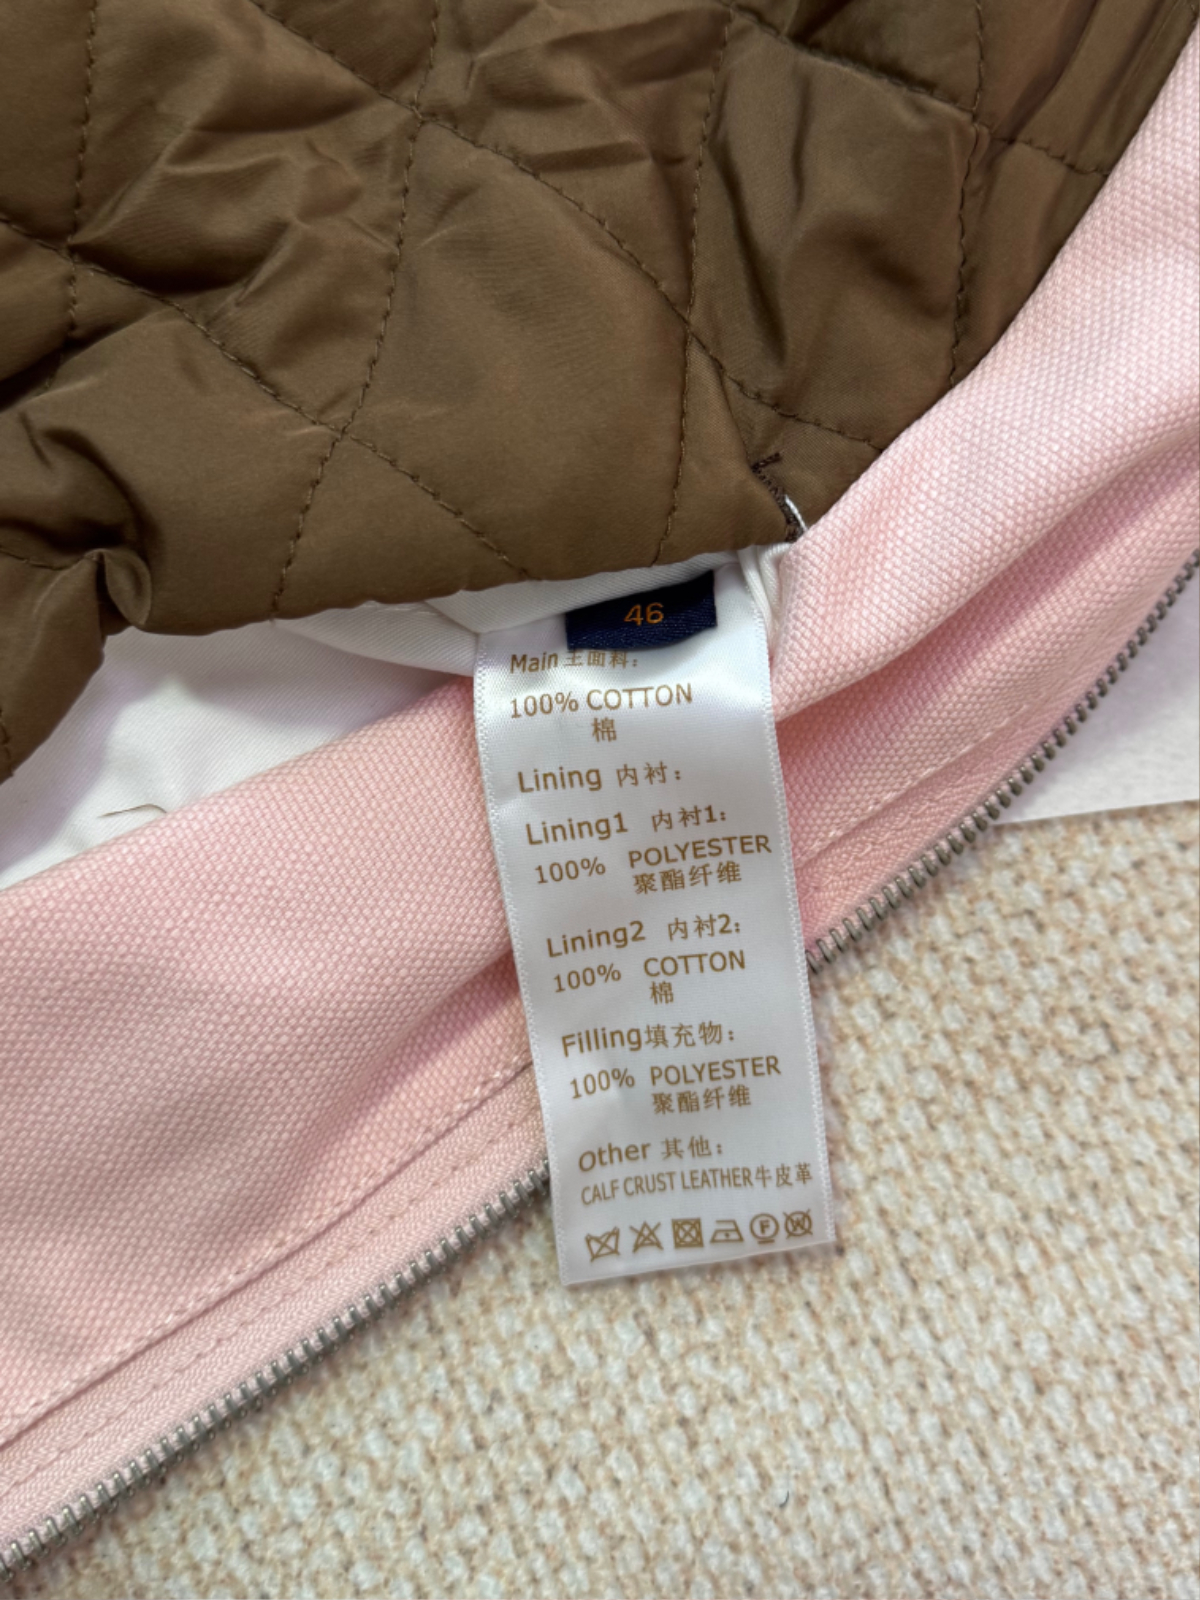 46
Main 主面料:
100% COTTON
棉
Lining 内衬:
Lining1 内衬1:
100% POLYESTER
聚酯纤维
Lining2 内衬2:
100% COTTON
棉
Filling填充物:
100% POLYESTER
聚酯纤维
Other 其他:
CALF CRUST LEATHER牛皮革
F W